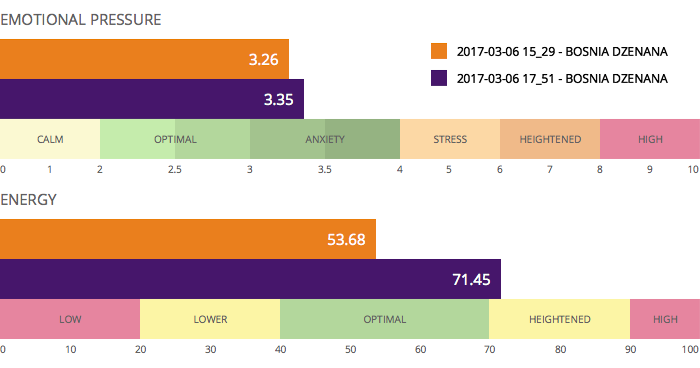 EMOTIONAL PRESSURE
2017-03-06 15_29 - BOSNIA DZENANA
3.26
2017-03-06 17_51 - BOSNIA DZENANA
3.35
CALM OPTIMAL ANXIETY STRESS HEIGHTENED HIGH
0 1 2 2.5 3 3.5 4 5 6 7 8 9 10
ENERGY
53.68
71.45
LOW LOWER OPTIMAL HEIGHTENED HIGH
0 10 20 30 40 50 60 70 80 90 100